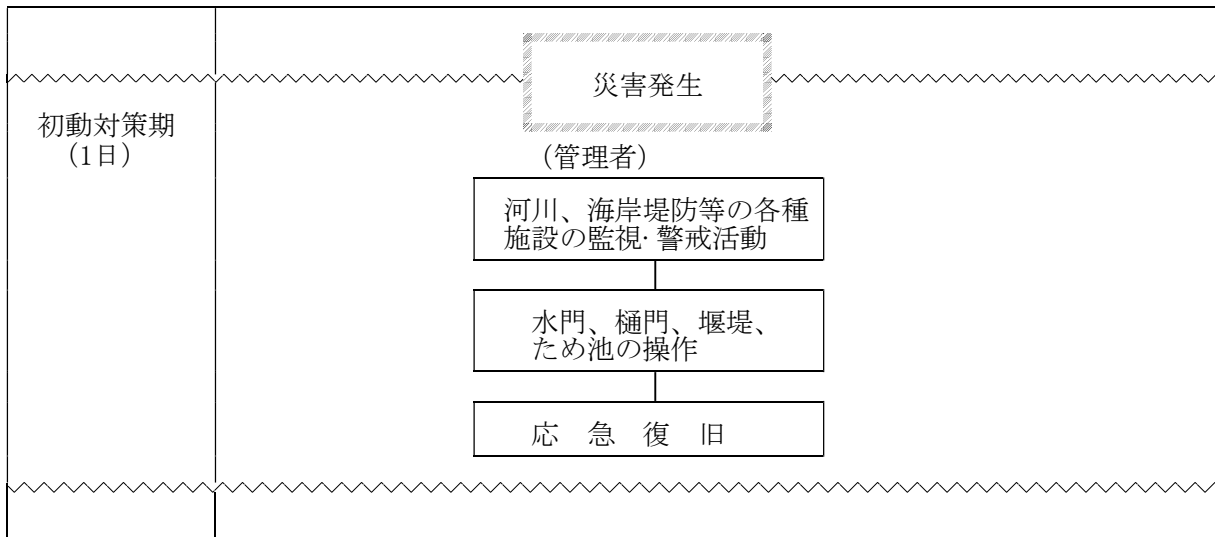 災害発生
初動対策期
（1日）
（管理者）
河川、海岸堤防等の各種
施設の監視・警戒活動
水門、樋門、堰堤、
ため池の操作
応　急　復　旧